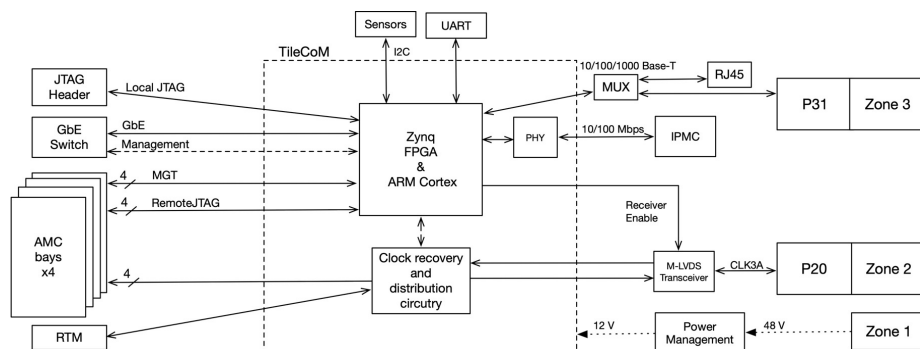 Sensors
UART
TileCoM
I2C
10/100/1000 Base-T
RJ45
JTAG
Header
Local JTAG
MUX
P31
Zone 3
GbE
Switch
GbE
Management
Zynq
FPGA
&
ARM Cortex
PHY
10/100 Mbps
IPMC
4
MGT
4
RemoteJTAG
Receiver
Enable
AMC
bays
x4
4
Clock recovery
and
distribution
circutry
M-LVDS
Transceiver
CLK3A
P20
Zone 2
RTM
12 V
Power
Management
48 V
Zone 1